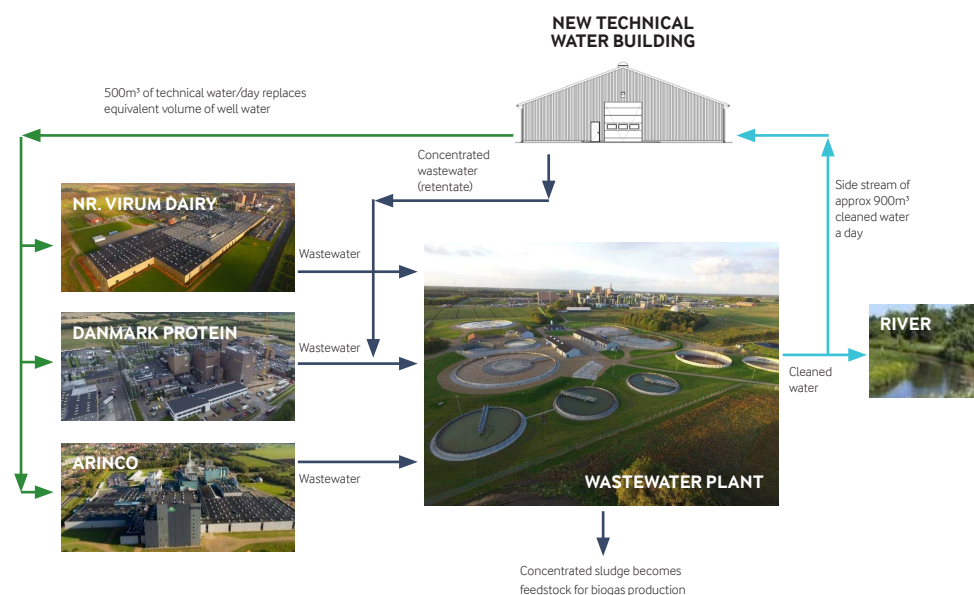 NEW TECHNICAL
WATER BUILDING
500m³ of technical water/day replaces
equivalent volume of well water
Concentrated
wastewater
(retentate)
Side stream of
approx 900m³
cleaned water
a day
NR. VIRUM DAIRY
Wastewater
DANMARK PROTEIN
Wastewater
RIVER
Cleaned
water
ARINCO
Wastewater
WASTEWATER PLANT
Concentrated sludge becomes
feedstock for biogas production